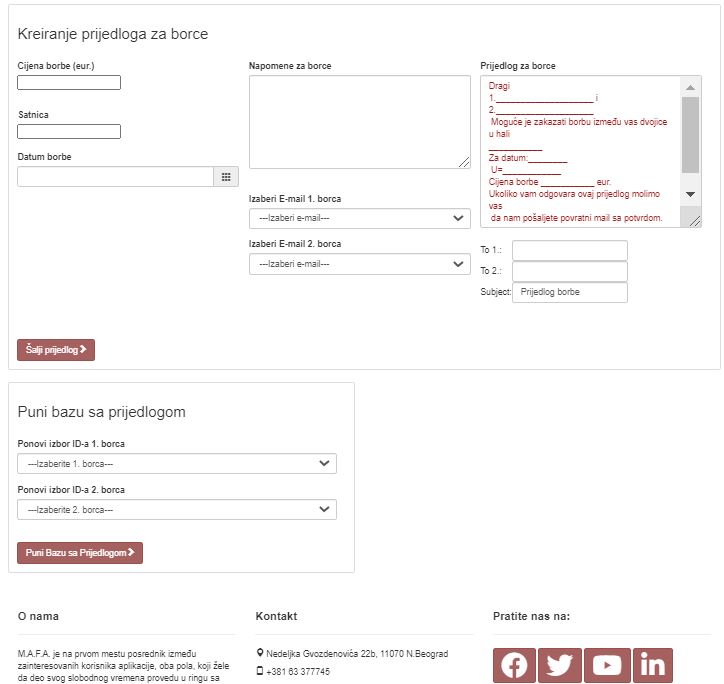 Kreiranje prijedloga za borce
Cijena borbe (eur.)
Satnica
Datum borbe
Napomene za borce
Izaberi E-mail 1. borca
---Izaberi e-mail---
Izaberi E-mail 2. borca
---Izaberi e-mail---
Prijedlog za borce
Dragi
1.____________________ i
2.____________________
Moguće je zakazati borbu između vas dvojice
u hali
___________
Za datum:________
U=____________
Cijena borbe ___________ eur.
Ukoliko vam odgovara ovaj prijedlog molimo
vas
da nam pošaljete povratni mail sa potvrdom.
To 1.:
To 2.:
Subject: Prijedlog borbe
Šalji prijedlog
Puni bazu sa prijedlogom
Ponovi izbor ID-a 1. borca
---Izaberite 1. borca---
Ponovi izbor ID-a 2. borca
---Izaberite 2. borca---
Puni Bazu sa Prijedlogom
O nama
M.A.F.A. je na prvom mestu posrednik između
zainteresovanih korisnika aplikacije, oba pola, koji žele
da deo svog slobodnog vremena provedu u ringu sa
Kontakt
Nedeljka Gvozdenovića 22b, 11070 N.Beograd
+381 63 377745
Pratite nas na: